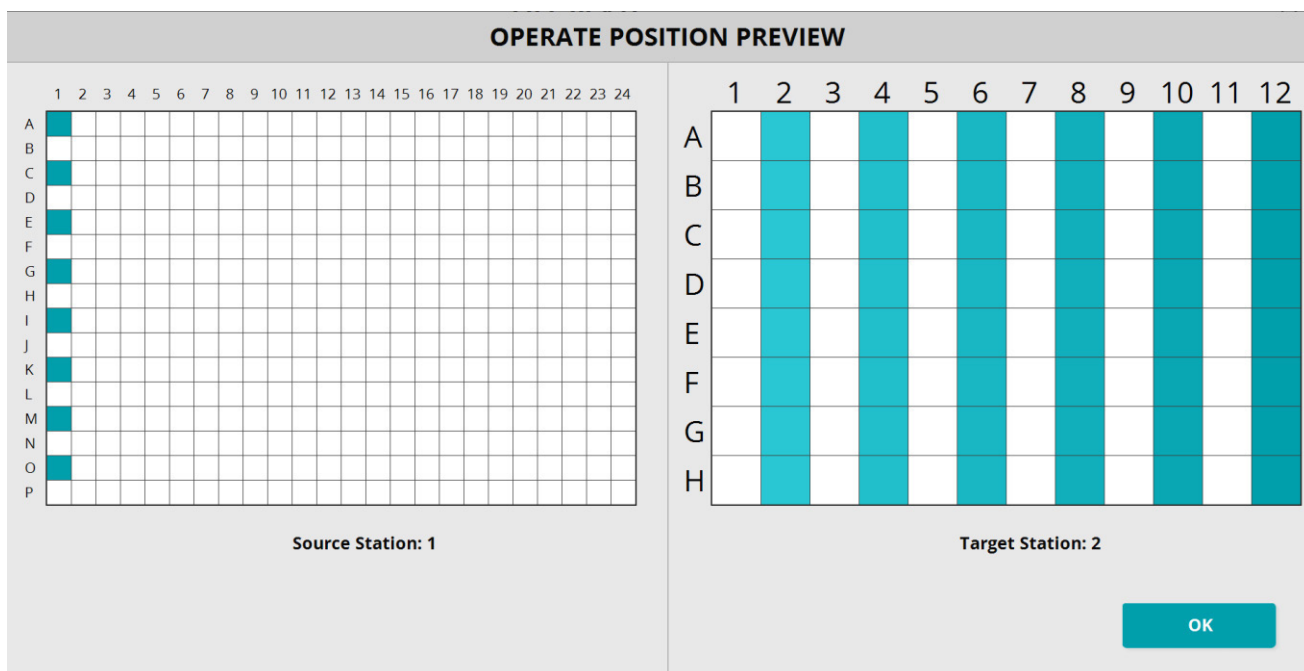 OPERATE POSITION PREVIEW
1 2 3 4 5 6 7 8 9 10 11 12 13 14 15 16 17 18 19 20 21 22 23 24
A
B
C
D
E
F
G
H
I
J
K
L
M
N
O
P
Source Station: 1
1 2 3 4 5 6 7 8 9 10 11 12
A
B
C
D
E
F
G
H
Target Station: 2
OK